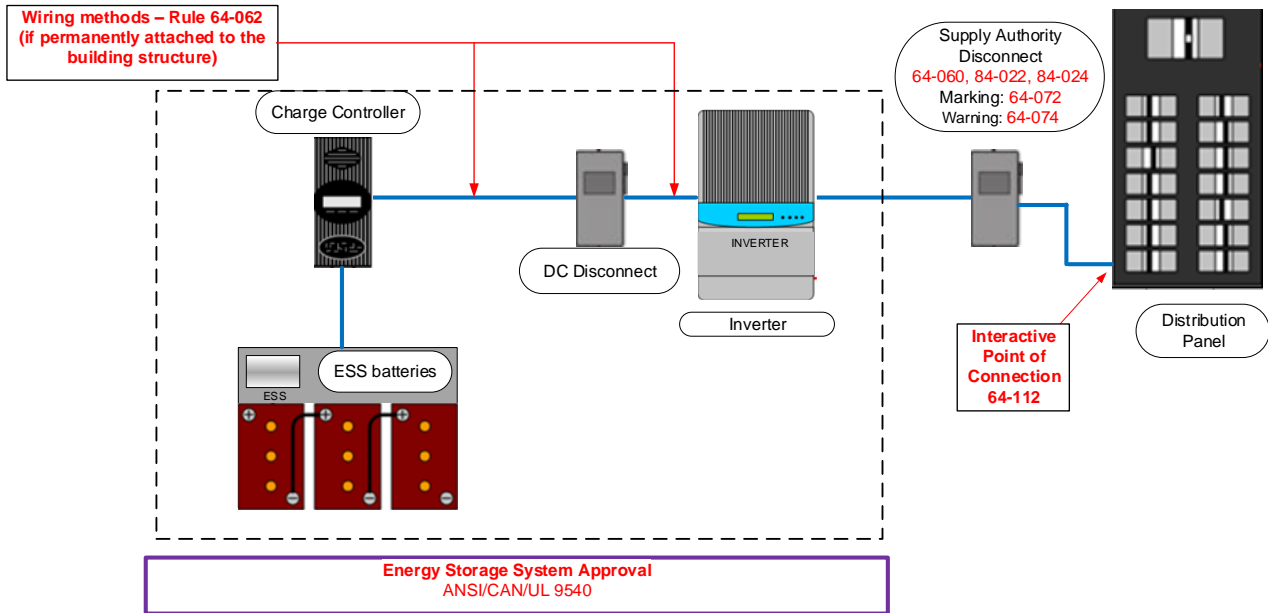 Wiring methods – Rule 64-062
(if permanently attached to the
building structure)
Supply Authority
Disconnect
64-060, 84-022, 84-024
Marking: 64-072
Warning: 64-074
Charge Controller
INVERTER
DC Disconnect
Inverter
Distribution
Panel
Interactive
Point of
Connection
64-112
ESS batteries
ESS
Energy Storage System Approval
ANSI/CAN/UL 9540